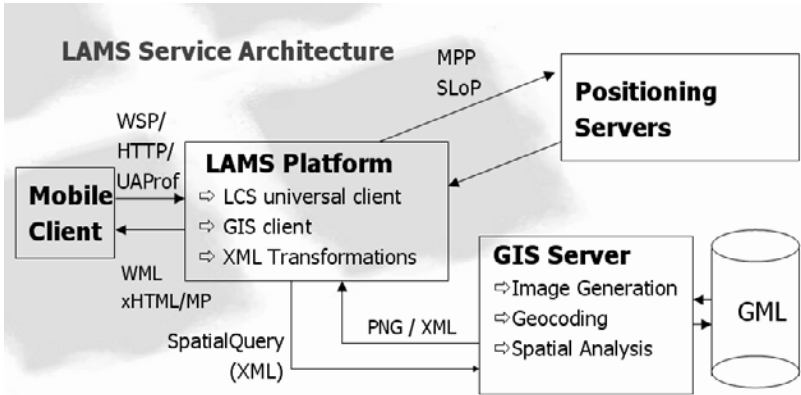 LAMS Service Architecture
MPP
SLoP
Positioning
Servers
WSP/
HTTP/
UAProf
LAMS Platform
⇨ LCS universal client
⇨ GIS client
⇨ XML Transformations
Mobile
Client
WML
xHTML/MP
GIS Server
⇨Image Generation
⇨Geocoding
⇨Spatial Analysis
GML
PNG / XML
SpatialQuery
(XML)